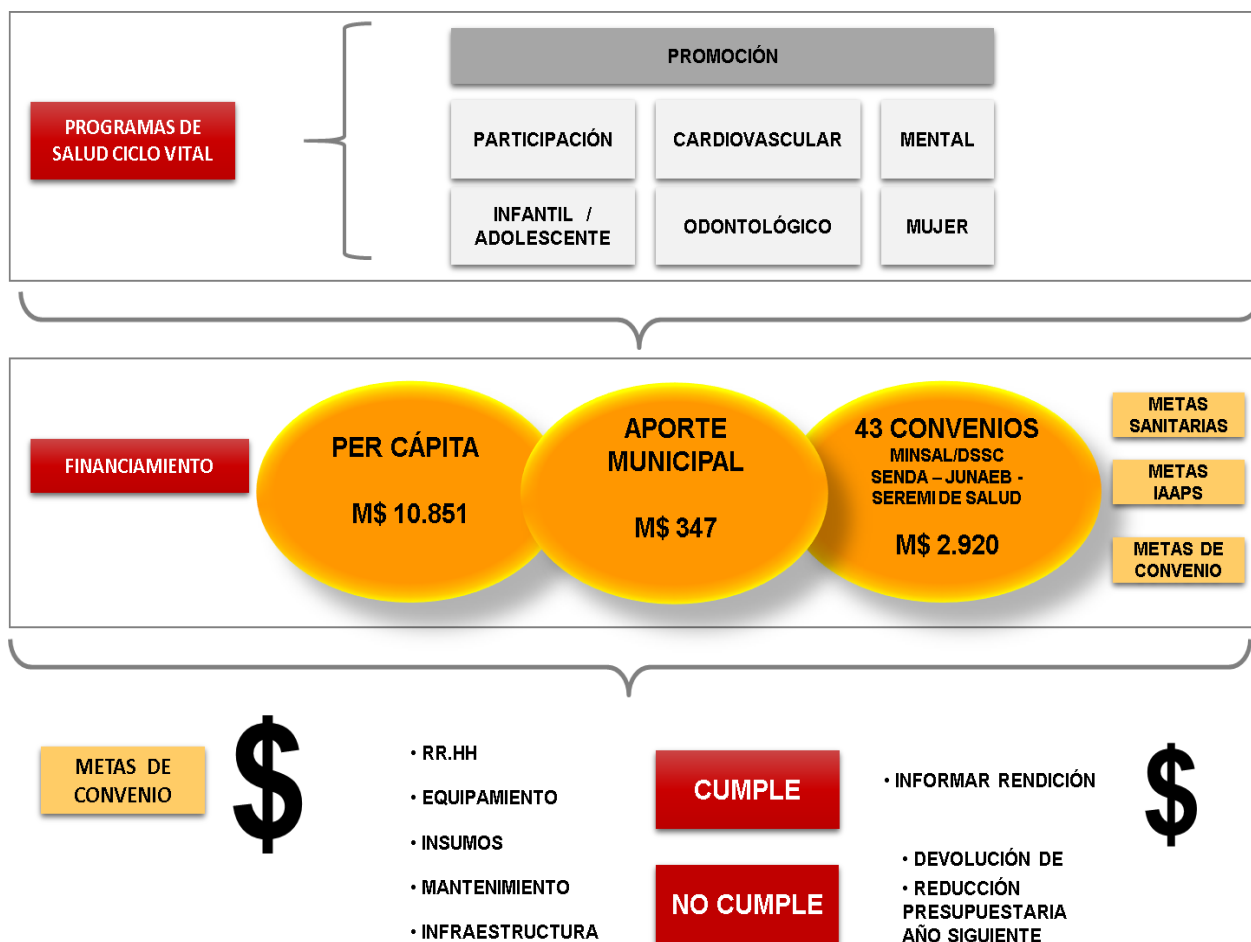 PROMOCIÓN
PROGRAMAS DE
SALUD CICLO VITAL
PARTICIPACIÓN
CARDIOVASCULAR
MENTAL
INFANTIL /
ADOLESCENTE
ODONTOLÓGICO
MUJER
FINANCIAMIENTO
PER CÁPITA
M$ 10.851
APORTE
MUNICIPAL
M$ 347
43 CONVENIOS
MINSAL/DSSC
SENDA – JUNAEB -
SEREMI DE SALUD
M$ 2.920
METAS
SANITARIAS
METAS
IAAPS
METAS DE
CONVENIO
METAS DE
CONVENIO
$
• RR.HH
• EQUIPAMIENTO
• INSUMOS
• MANTENIMIENTO
• INFRAESTRUCTURA
CUMPLE
• INFORMAR RENDICIÓN
$
NO CUMPLE
• DEVOLUCIÓN DE
• REDUCCIÓN
PRESUPUESTARIA
AÑO SIGUIENTE